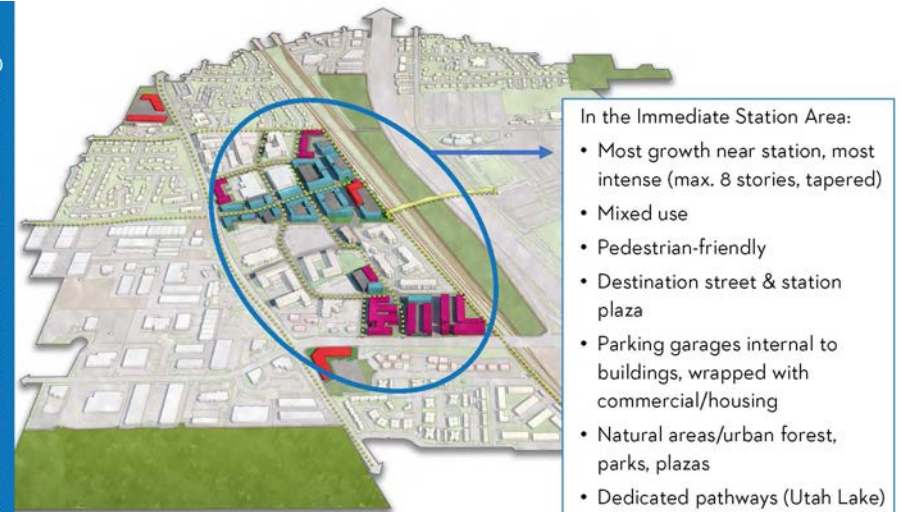 In the Immediate Station Area:
• Most growth near station, most
intense (max. 8 stories, tapered)
• Mixed use
• Pedestrian-friendly
• Destination street & station
plaza
• Parking garages internal to
buildings, wrapped with
commercial/housing
• Natural areas/urban forest,
parks, plazas
• Dedicated pathways (Utah Lake)